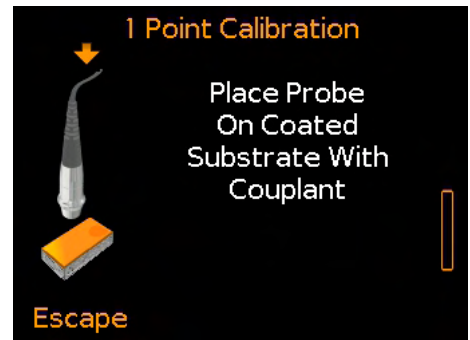 1 Point Calibration
Place Probe
On Coated
Substrate With
Couplant
Escape